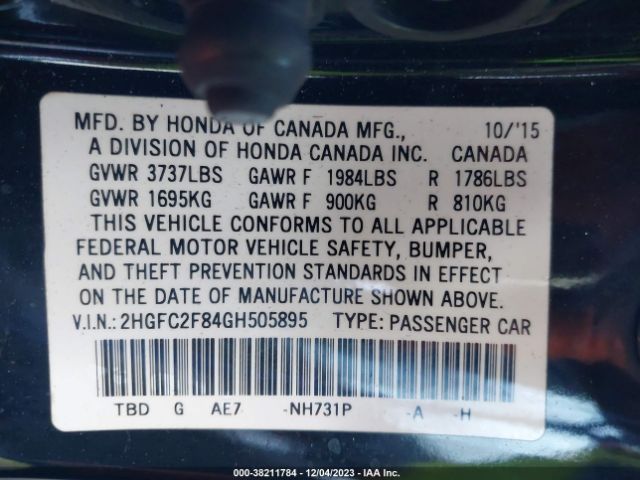 MFD. BY HONDA OF CANADA MFG., 10/'15
A DIVISION OF HONDA CANADA INC. CANADA
GVWR 3737LBS GAWR F 1984LBS R 1786LBS
GVWR 1695KG GAWR F 900KG R 810KG
THIS VEHICLE CONFORMS TO ALL APPLICABLE
FEDERAL MOTOR VEHICLE SAFETY, BUMPER,
AND THEFT PREVENTION STANDARDS IN EFFECT
ON THE DATE OF MANUFACTURE SHOWN ABOVE.
V.I.N.: 2HGFC2F84GH505895 TYPE: PASSENGER CAR
TBD G AE7 -NH731P -A -H
000-38211784 - 12/04/2023 - IAA Inc.